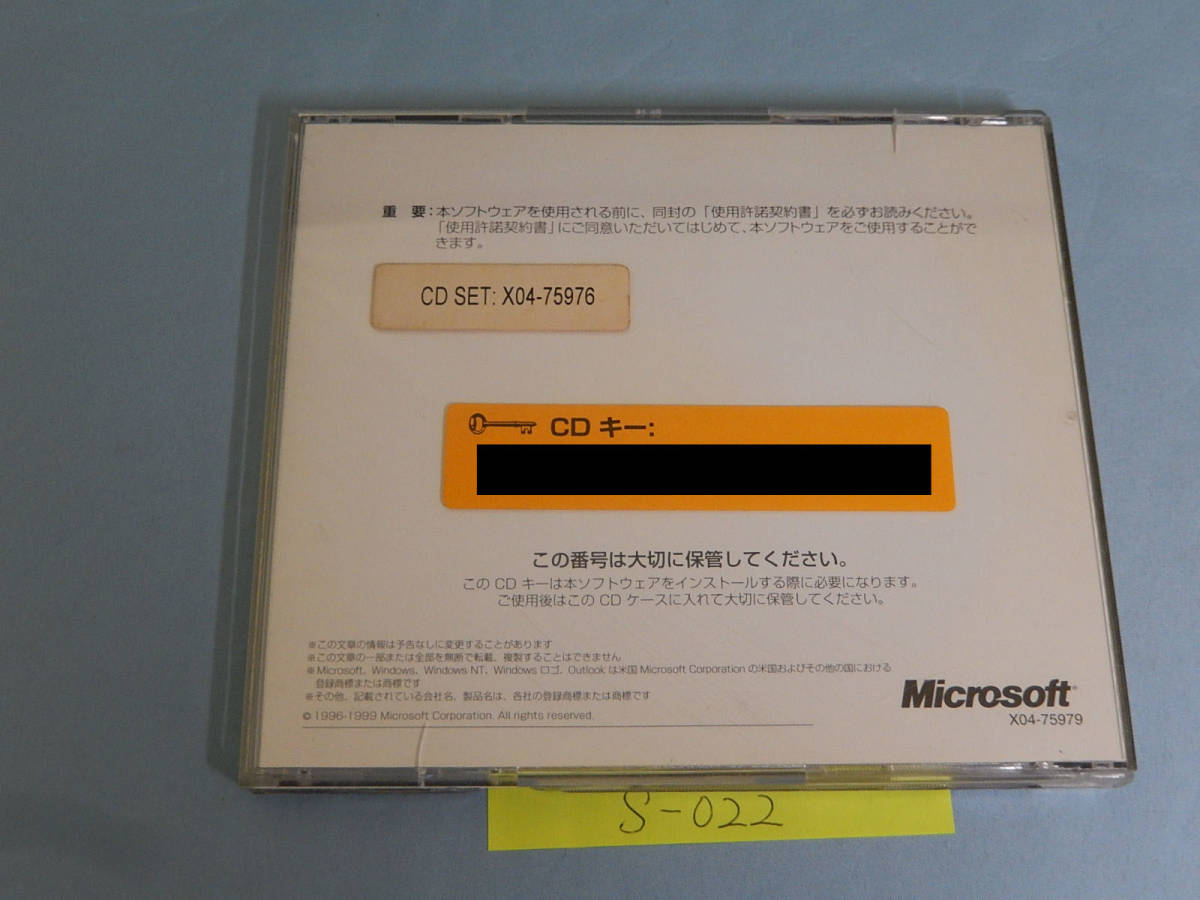 重 要:本ソフトウェアを使用される前に、同封の「使用許諾契約書」を必ずお読みください。
「使用許諾契約書」にご同意いただいてはじめて、本ソフトウェアをご使用することがで
きます。
CD SET: X04-75976
CD キー:
この番号は大切に保管してください。
この CD キーは本ソフトウェアをインストールする際に必要になります。
ご使用後はこの CD ケースに入れて大切に保管してください。
※この文章の情報は予告なしに変更することがあります
※この文章の一部または全部を無断で転載、複製することはできません
※Microsoft、Windows、Windows NT、Windows ロゴ、Outlook は米国 Microsoft Corporation の米国およびその他の国における
登録商標または商標です
※その他、記載されている会社名、製品名は、各社の登録商標または商標です
© 1996-1999 Microsoft Corporation. All rights reserved.
Microsoft®
X04-75979
S-022